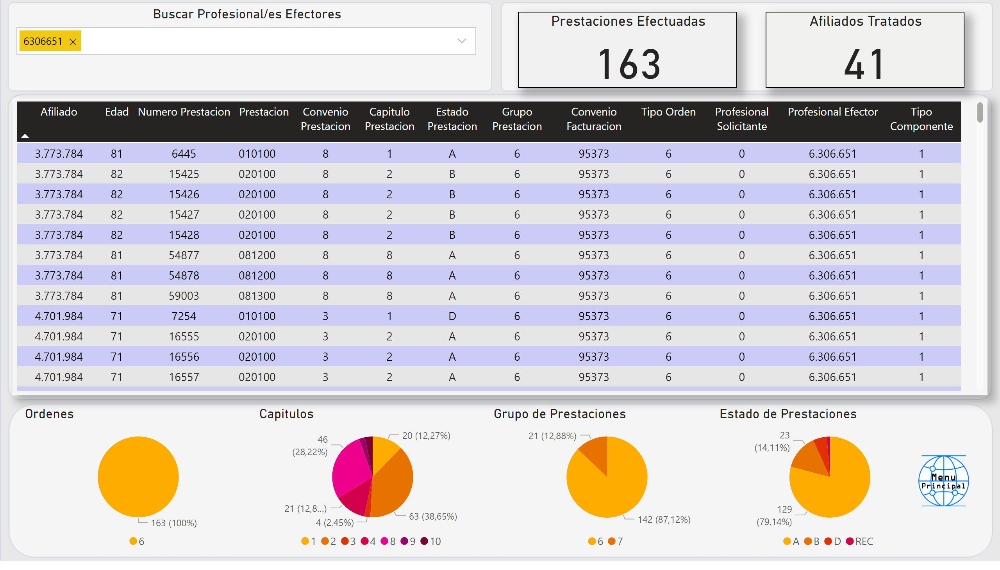 Buscar Profesional/es Efectores
6306651
Prestaciones Efectuadas
163
Afiliados Tratados
41
Afiliado Edad Numero Prestacion Prestacion Convenio Prestacion Capitulo Prestacion Estado Prestacion Grupo Prestacion Convenio Facturacion Tipo Orden Profesional Solicitante Profesional Efector Tipo Componente
3.773.784 81 6445 010100 8 1 A 6 95373 6 0 6.306.651 1
3.773.784 82 15425 020100 8 2 B 6 95373 6 0 6.306.651 1
3.773.784 82 15426 020100 8 2 B 6 95373 6 0 6.306.651 1
3.773.784 82 15427 020100 8 2 B 6 95373 6 0 6.306.651 1
3.773.784 82 15428 020100 8 2 B 6 95373 6 0 6.306.651 1
3.773.784 81 54877 081200 8 8 A 6 95373 6 0 6.306.651 1
3.773.784 81 54878 081200 8 8 A 6 95373 6 0 6.306.651 1
3.773.784 81 59003 081300 8 8 A 6 95373 6 0 6.306.651 1
4.701.984 71 7254 010100 3 1 D 6 95373 6 0 6.306.651 1
4.701.984 71 16555 020100 3 2 A 6 95373 6 0 6.306.651 1
4.701.984 71 16556 020100 3 2 A 6 95373 6 0 6.306.651 1
4.701.984 71 16557 020100 3 2 A 6 95373 6 0 6.306.651 1
Ordenes
163 (100%)
6
Capitulos
20 (12,27%)
46
(28,22%)
21 (12,8...)
4 (2,45%)
63 (38,65%)
1 2 3 4 8 9 10
Grupo de Prestaciones
21 (12,88%)
142 (87,12%)
6 7
Estado de Prestaciones
23
(14,11%)
129
(79,14%)
A B D REC
Menu
Principal